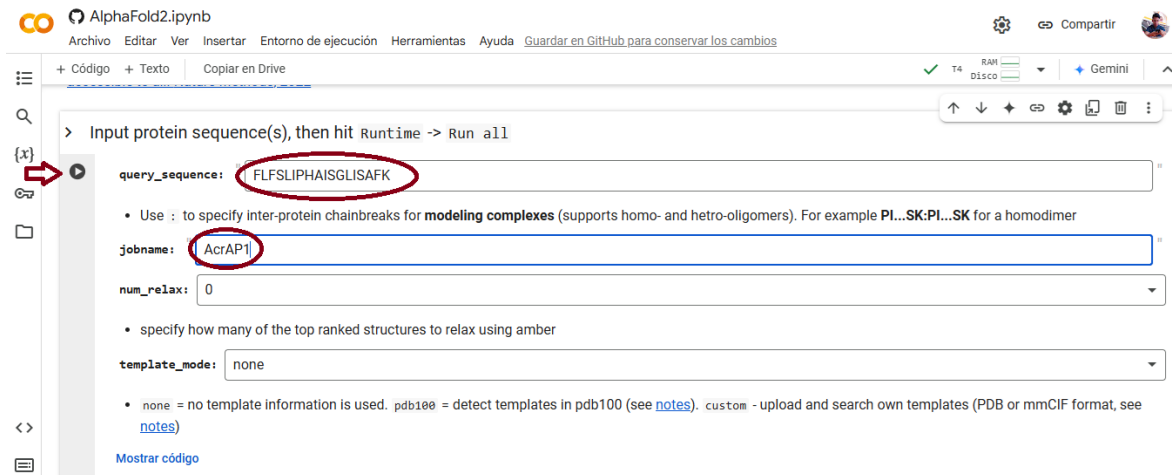 AlphaFold2.ipynb
Compartir
Archivo Editar Ver Insertar Entorno de ejecución Herramientas Ayuda Guardar en GitHub para conservar los cambios
+ Código + Texto Copiar en Drive
T4 RAM Disco Gemini
Input protein sequence(s), then hit Runtime -> Run all
{x}
query_sequence: " FLFSLIPHAISGLISAFK "
• Use : to specify inter-protein chainbreaks for modeling complexes (supports homo- and hetro-oligomers). For example PI...SK:PI...SK for a homodimer
jobname: " AcrAP1 "
num_relax: 0
• specify how many of the top ranked structures to relax using amber
template_mode: none
• none = no template information is used. pdb100 = detect templates in pdb100 (see notes). custom - upload and search own templates (PDB or mmCIF format, see
notes)
Mostrar código